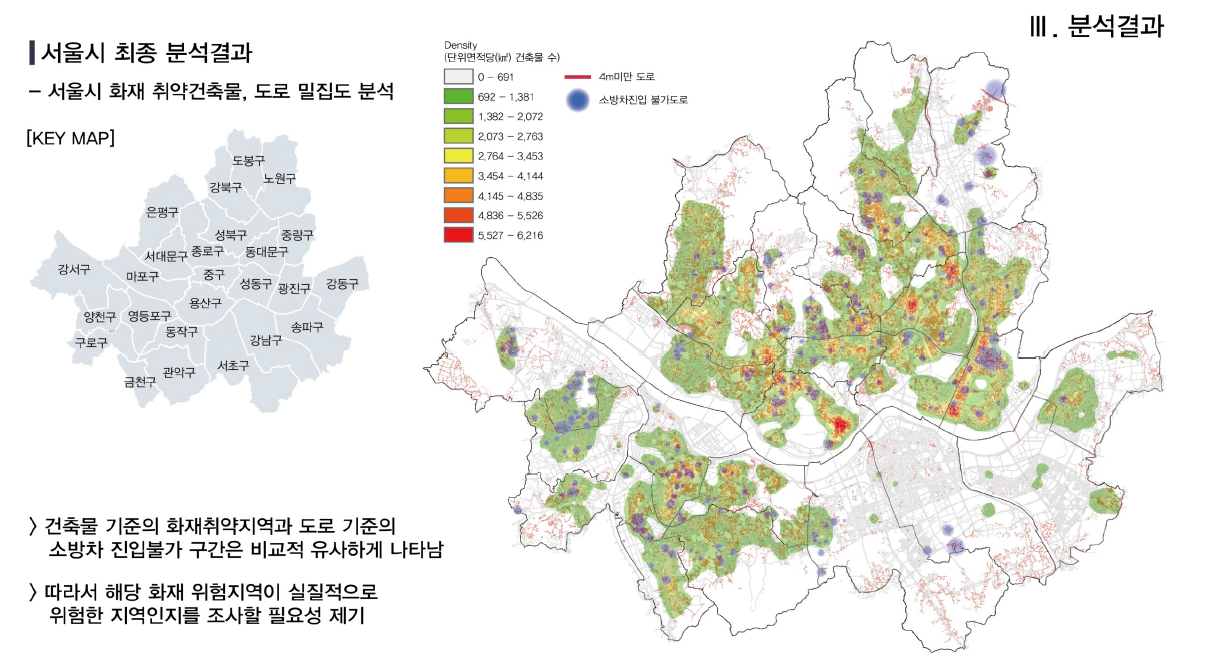 Ⅲ. 분석결과
서울시 최종 분석결과
– 서울시 화재 취약건축물, 도로 밀집도 분석
[KEY MAP]
도봉구
노원구
강북구
은평구
성북구
중랑구
서대문구
종로구
동대문구
강서구
마포구
중구
성동구
광진구
강동구
용산구
양천구
영등포구
동작구
송파구
구로구
강남구
서초구
관악구
금천구
Density
(단위면적당(㎢) 건축물 수)
0 – 691
692 – 1,381
1,382 – 2,072
2,073 – 2,763
2,764 – 3,453
3,454 – 4,144
4,145 – 4,835
4,836 – 5,526
5,527 – 6,216
4m미만 도로
소방차진입 불가도로
〉 건축물 기준의 화재취약지역과 도로 기준의
소방차 진입불가 구간은 비교적 유사하게 나타남
〉 따라서 해당 화재 위험지역이 실질적으로
위험한 지역인지를 조사할 필요성 제기